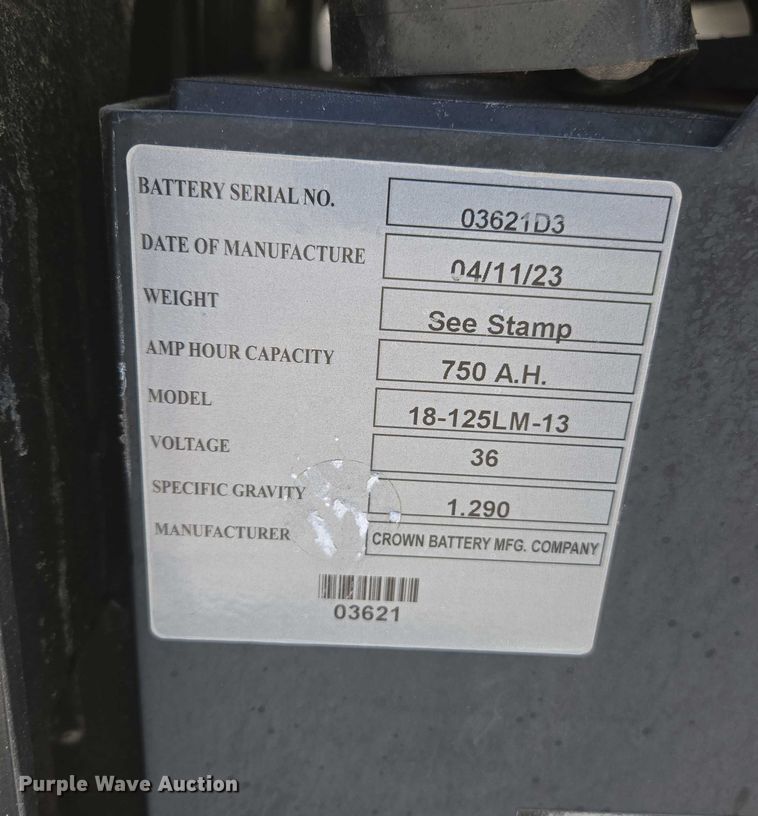 BATTERY SERIAL NO. 03621D3
DATE OF MANUFACTURE 04/11/23
WEIGHT See Stamp
AMP HOUR CAPACITY 750 A.H.
MODEL 18-125LM-13
VOLTAGE 36
SPECIFIC GRAVITY 1.290
MANUFACTURER CROWN BATTERY MFG. COMPANY
03621
Purple Wave Auction